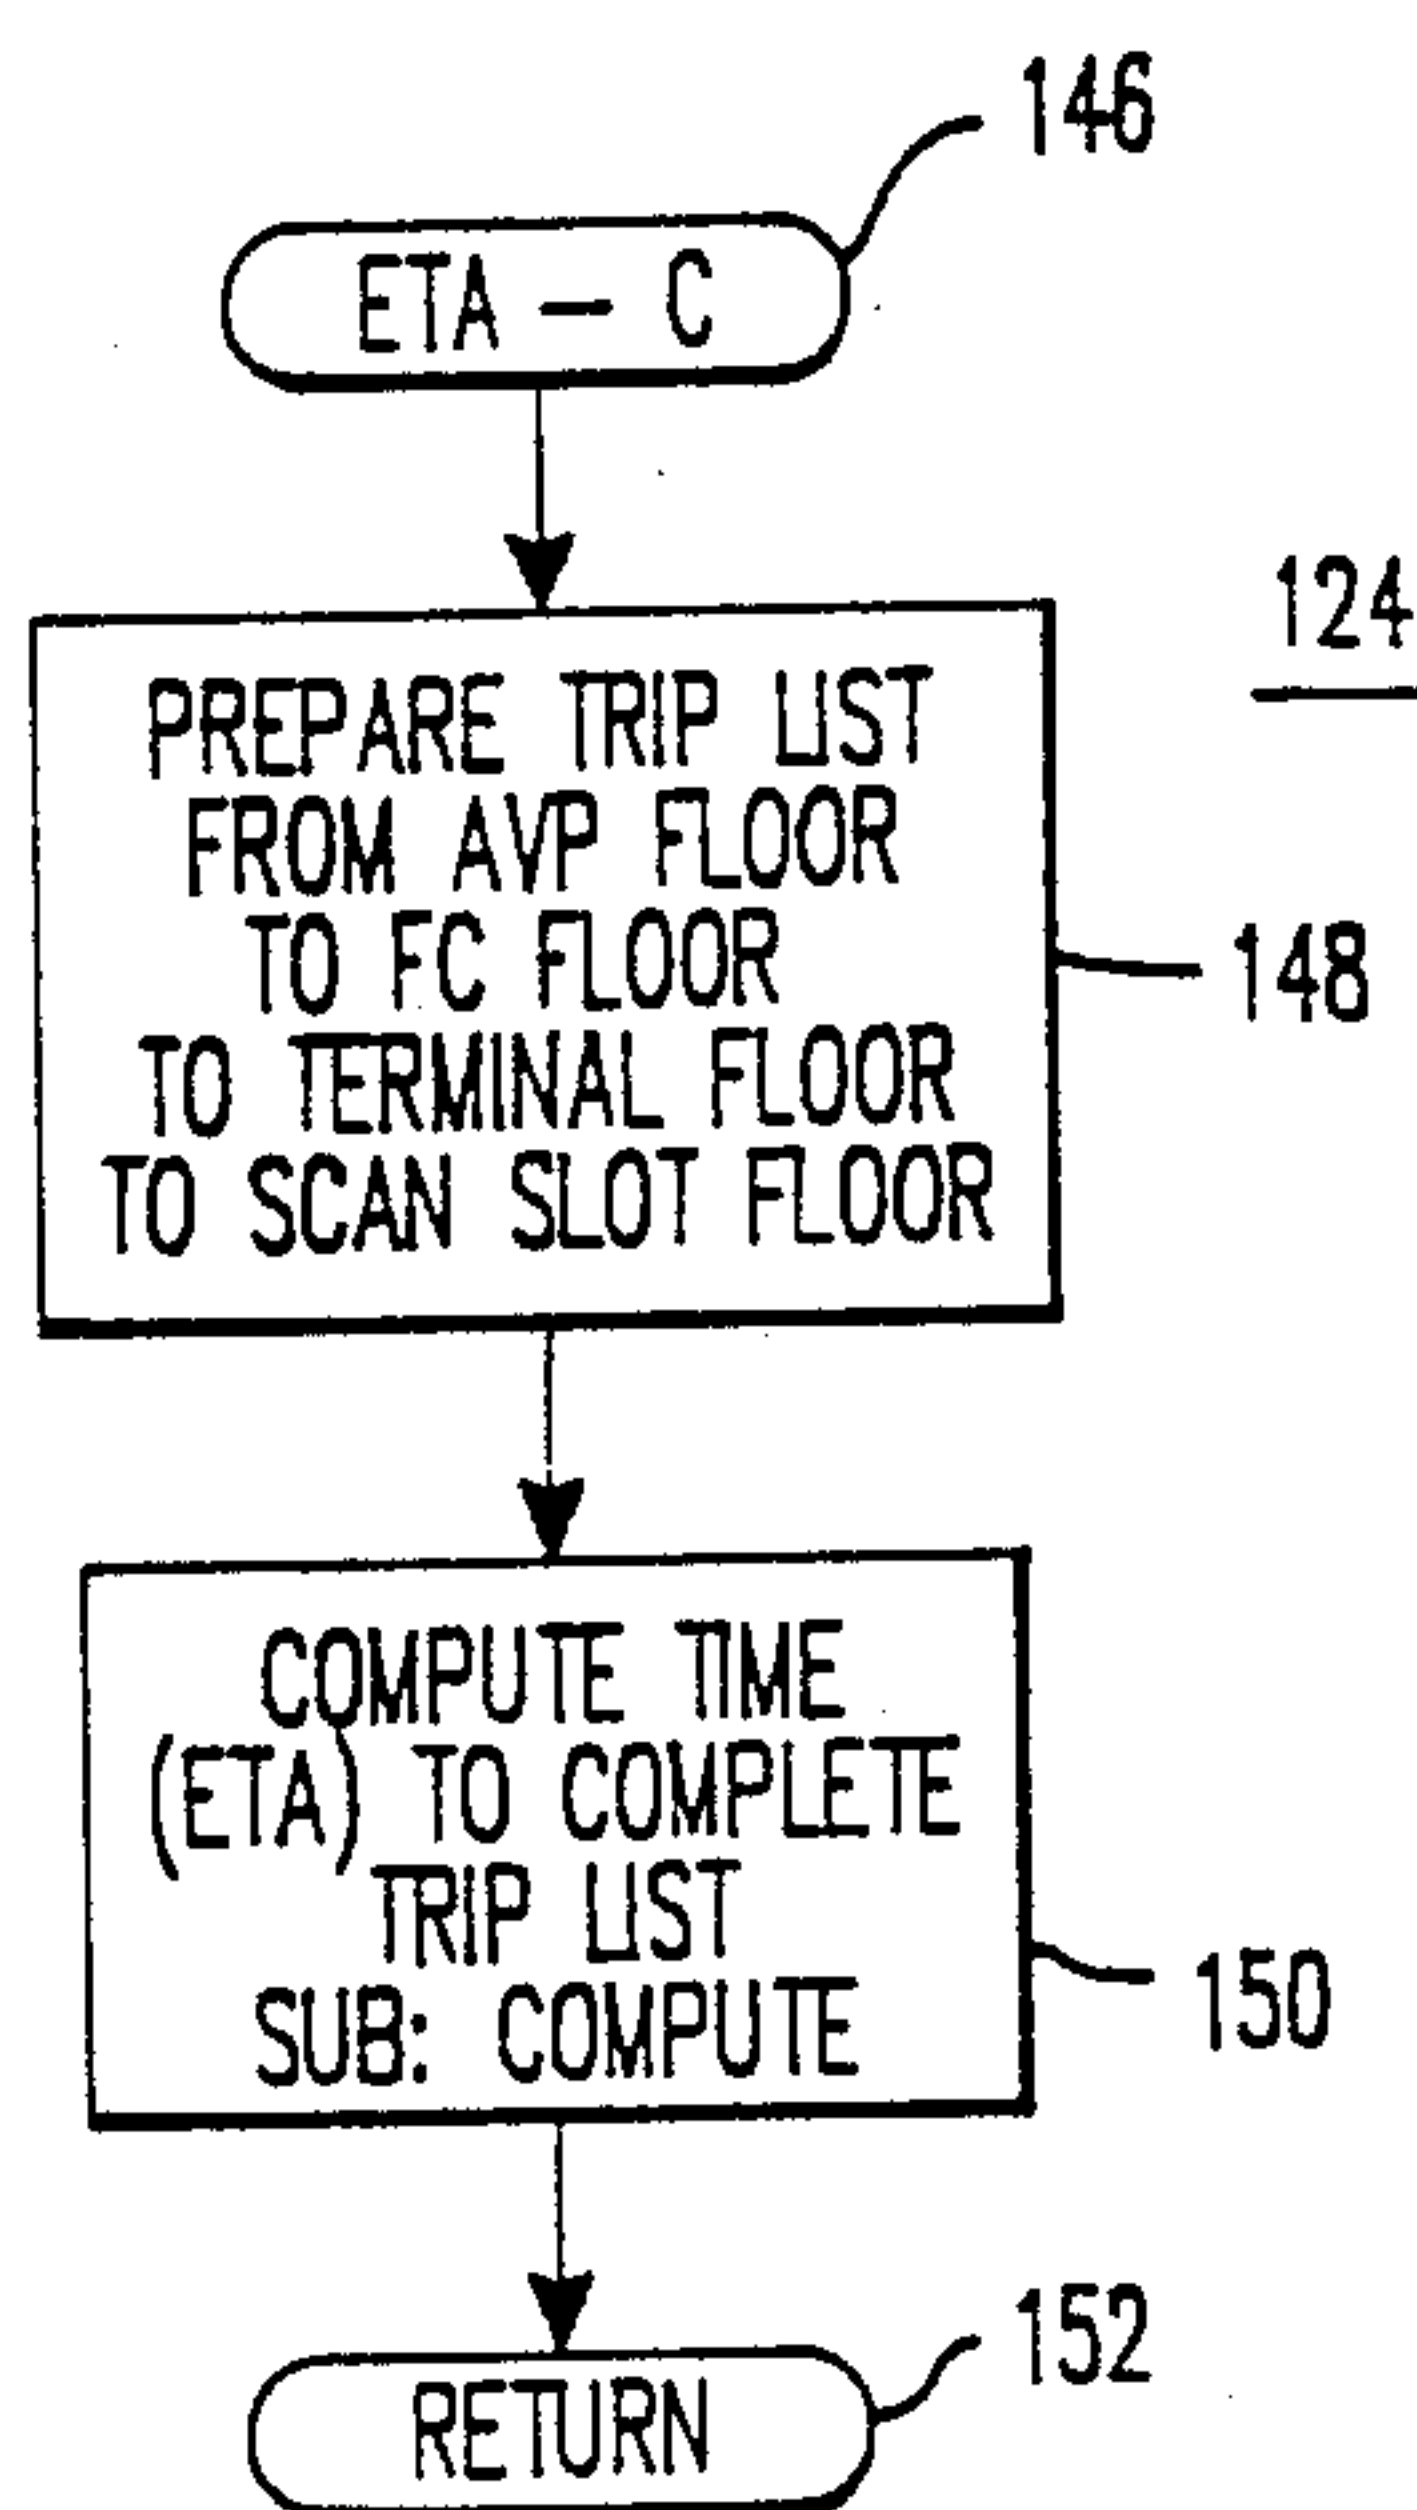 146
ETA - C
124
PREPARE TRIP LIST
FROM AVP FLOOR
TO FC FLOOR
148
TO TERMINAL FLOOR
TO SCAN SLOT FLOOR
COMPUTE TIME
(ETA) TO COMPLETE
TRIP LIST
150
SUB: COMPUTE
152
RETURN